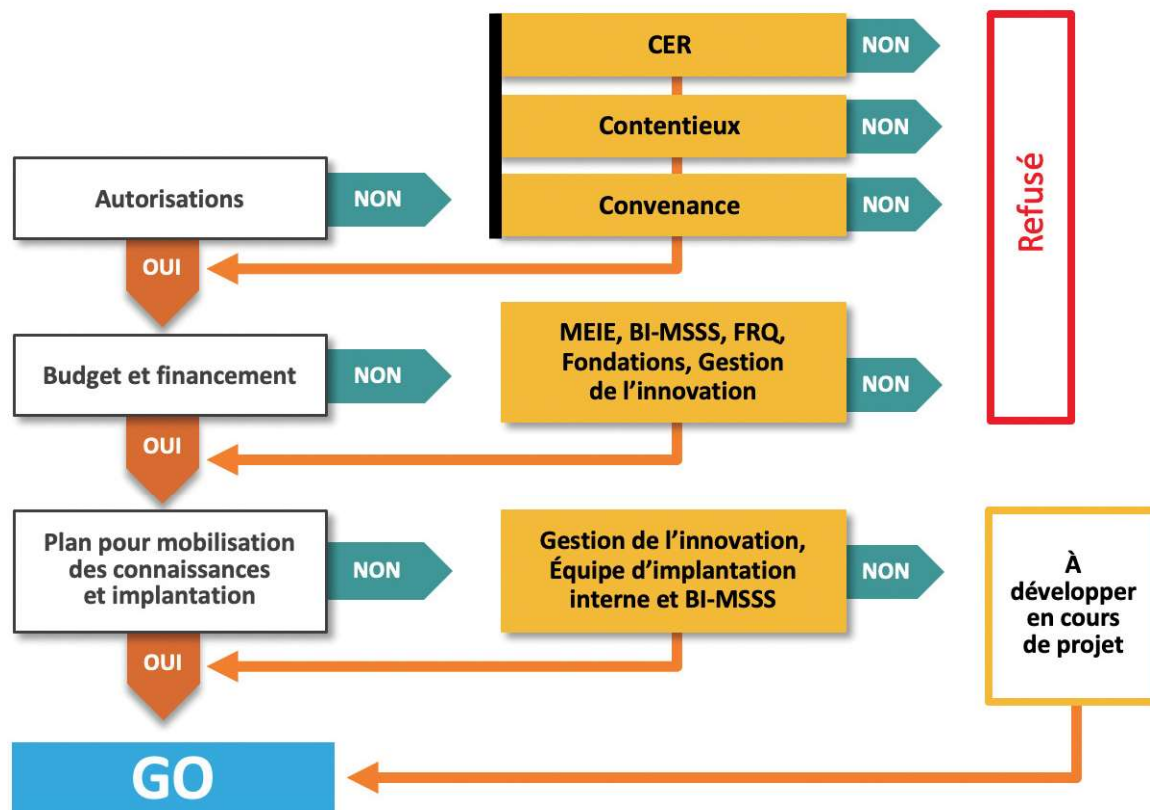 CER
NON
Contentieux
NON
Autorisations
NON
Convenance
NON
Refusé
OUI
Budget et financement
NON
MEIE, BI-MSSS, FRQ,
Fondations, Gestion
de l’innovation
NON
OUI
Plan pour mobilisation
des connaissances
et implantation
NON
Gestion de l’innovation,
Équipe d’implantation
interne et BI-MSSS
NON
À
développer
en cours
de projet
OUI
GO